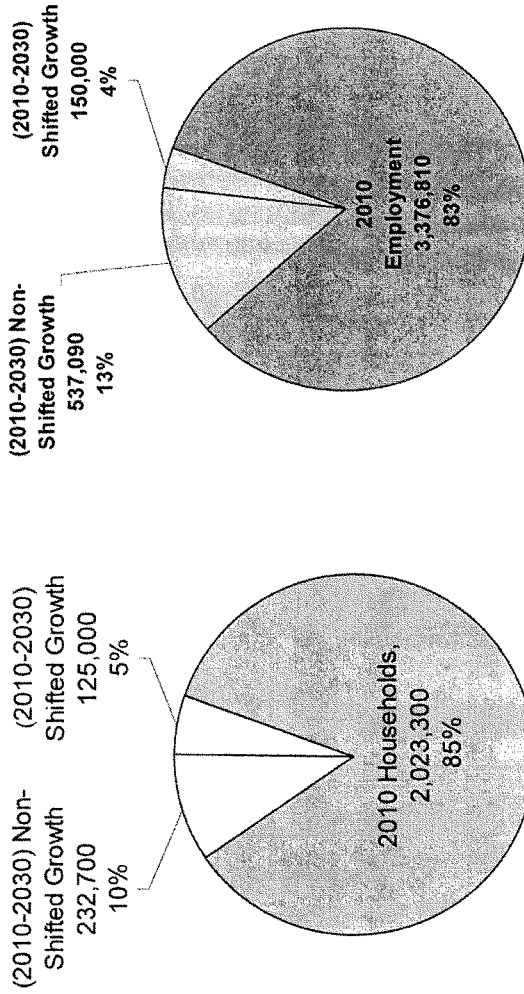 (2010-2030) Non-
Shifted Growth
232,700
10%
(2010-2030)
Shifted Growth
125,000
5%
2010 Households,
2,023,300
85%
(2010-2030) Non-
Shifted Growth
537,090
13%
(2010-2030)
Shifted Growth
150,000
4%
2010
Employment
3,376,810
83%